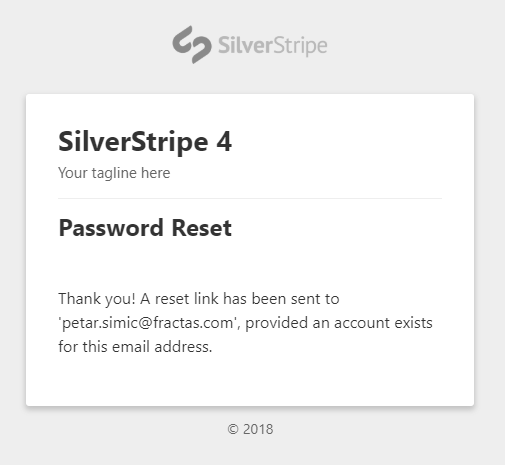 SilverStripe
SilverStripe 4
Your tagline here
Password Reset
Thank you! A reset link has been sent to
'petar.simic@fractas.com', provided an account exists
for this email address.
© 2018